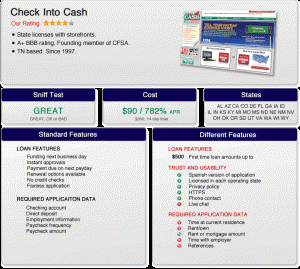 Check Into Cash
Our Rating
State licenses with storefronts.
A+ BBB rating, Founding member of CFSA.
TN based. Since 1997.
CASH
Sniff Test
GREAT
GREAT, OK or BAD
Cost
$90 / 782% APR
14 day loan
States
AL AZ CA CO DE FL GA IA ID
IL IN KS KY MI MO MS ND NE NM NV
OH OK OR SD UT VA WA WI WY
Standard Features
LOAN FEATURES
Funding next business day
Instant approvals
Payment due on next payday
Renewal options available
No credit checks
Faxless application
REQUIRED APPLICAITON DATA
Checking account
Direct deposit
Employment information
Paycheck frequency
Paycheck amount
Different Features
LOAN FEATURES
$500 First time loan amounts up to
TRUST AND USABILITY
Spanish version of application
Licensed in each operating state
Privacy policy
HTTPS
Phone contact
Live chat
REQUIRED APPLICATION DATA
Time at current residence
Rent/own
Rent or mortgage amount
Time with employer
References